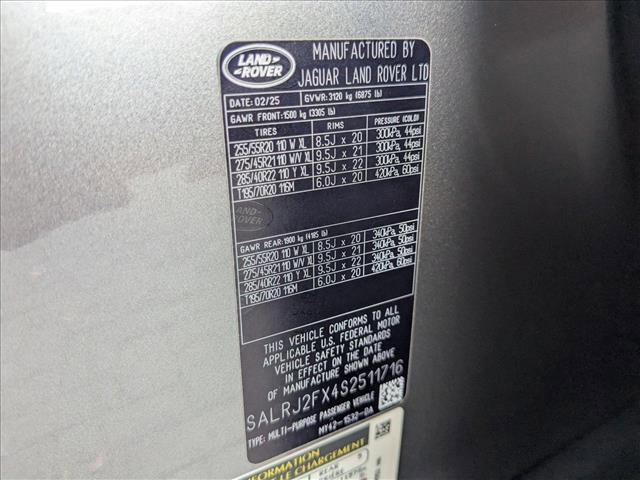 LAND ROVER
MANUFACTURED BY
JAGUAR LAND ROVER LTD
DATE: 02/25 GVWR: 3120 kg (6875 lb)
GAWR FRONT: 1500 kg (3305 lb)
TIRES RIMS PRESSURE (COLD)
255/55R20 110 W XL 8.5J x 20 300kPa, 44psi
275/45R21 110 W/V XL 9.5J x 21 300kPa, 44psi
285/40R22 110 Y XL 9.5J x 22 300kPa, 44psi
T195/70R20 116M 6.0J x 20 420kPa, 60psi
LAND ROVER
GAWR REAR: 1900 kg (4185 lb)
255/55R20 110 W XL 8.5J x 20 340kPa, 50psi
275/45R21 110 W/V XL 9.5J x 21 340kPa, 50psi
285/40R22 110 Y XL 9.5J x 22 340kPa, 50psi
T195/70R20 116M 6.0J x 20 420kPa, 60psi
THIS VEHICLE CONFORMS TO ALL
APPLICABLE U.S. FEDERAL MOTOR
VEHICLE SAFETY STANDARDS
IN EFFECT ON THE DATE
OF MANUFACTURE SHOWN ABOVE
SALRJ2FX4S2511716
TYPE: MULTI-PURPOSE PASSENGER VEHICLE
MY42-1532-DA
INFORMATION
CHARGEMENT
REAR